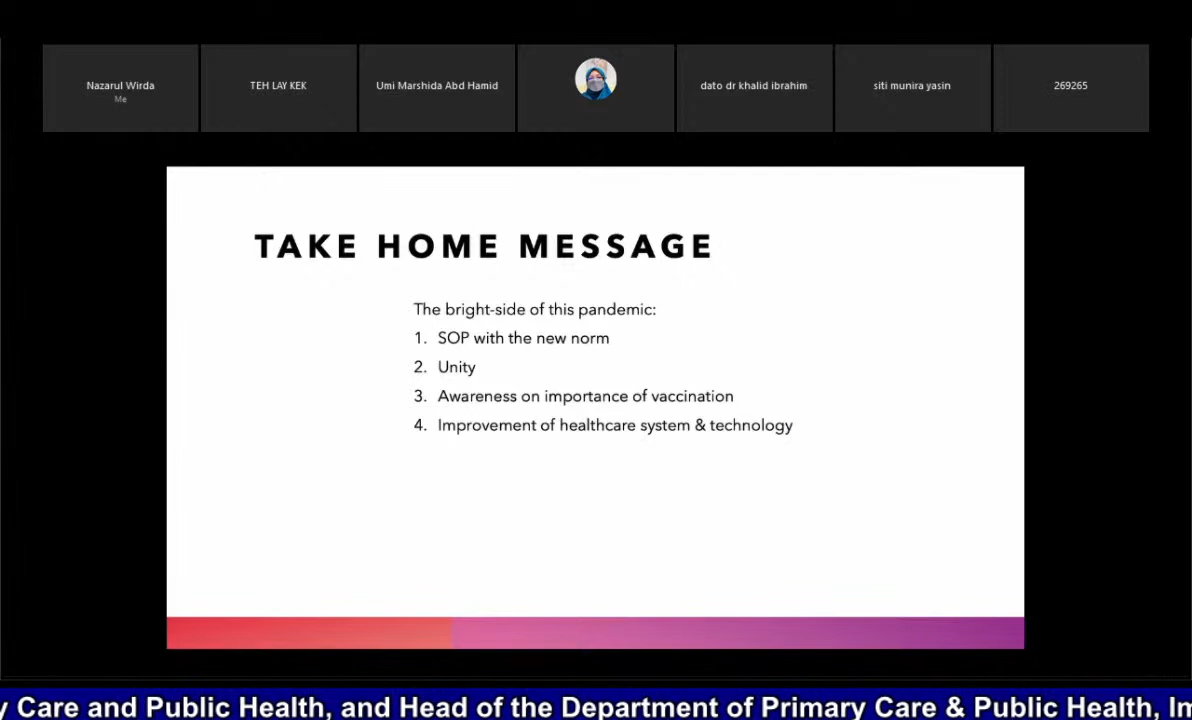 Nazarul Wirda
Me
TEH LAY KEK
Umi Marshida Abd Hamid
dato dr khalid ibrahim
siti munira yasin
269265
TAKE HOME MESSAGE
The bright-side of this pandemic:
1. SOP with the new norm
2. Unity
3. Awareness on importance of vaccination
4. Improvement of healthcare system & technology
y Care and Public Health, and Head of the Department of Primary Care & Public Health, Im